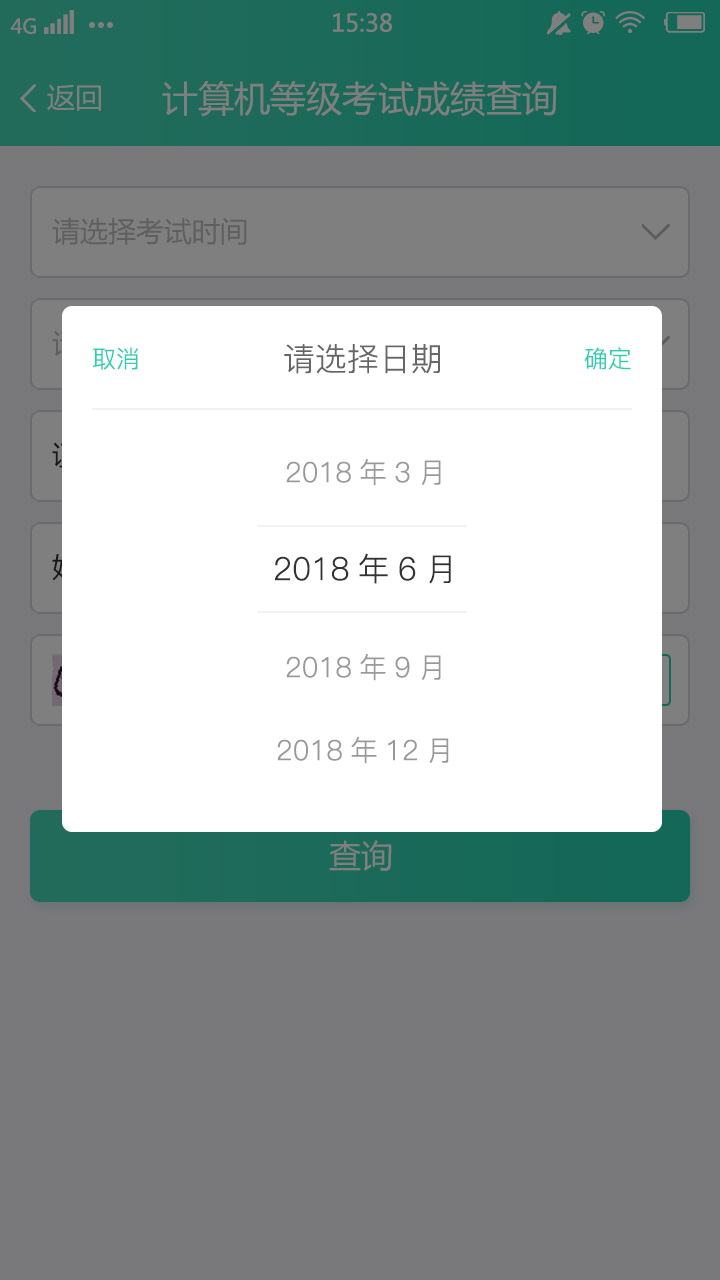 4G 15:38
返回 计算机等级考试成绩查询
请选择考试时间
取消 请选择日期 确定
2018 年 3 月
2018 年 6 月
2018 年 9 月
2018 年 12 月
查询